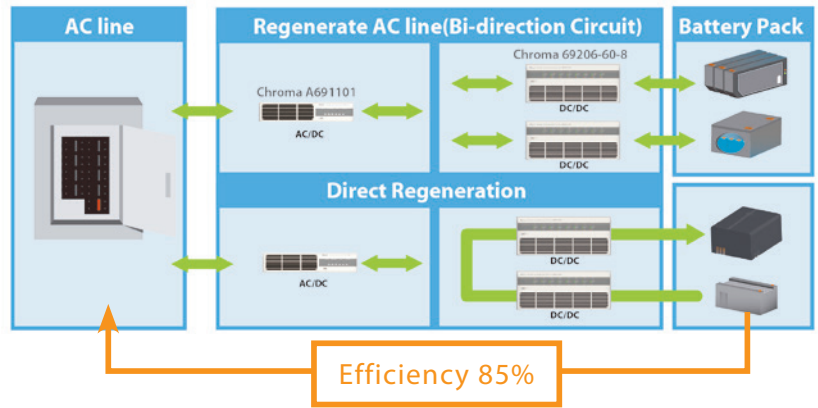 AC line
Regenerate AC line(Bi-direction Circuit)
Battery Pack
Chroma 69206-60-8
Chroma A691101
DC/DC
AC/DC
DC/DC
Direct Regeneration
AC/DC
DC/DC
DC/DC
Efficiency 85%